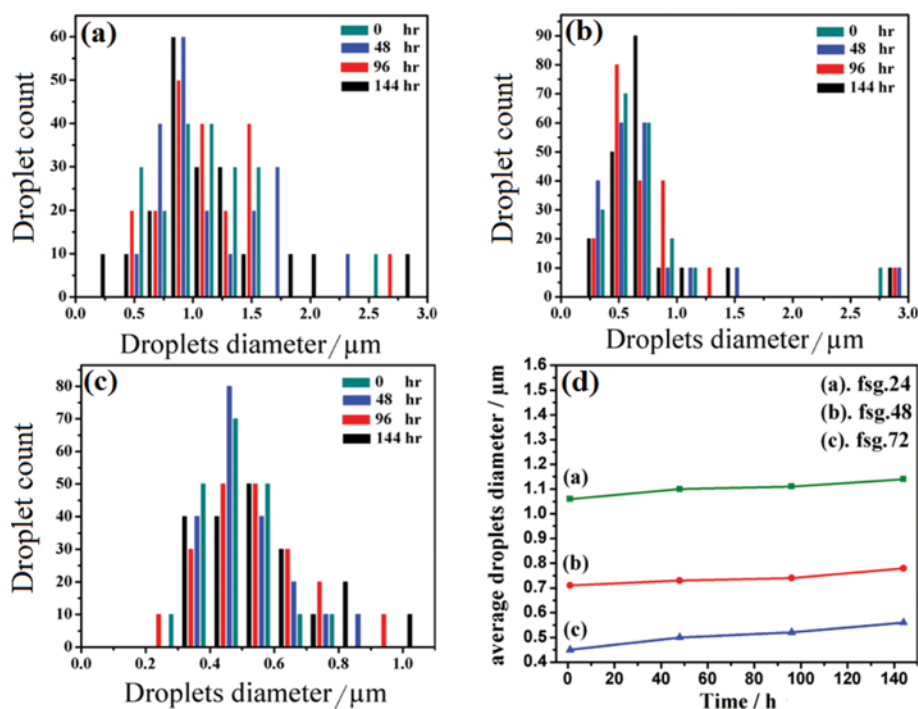 (a)
0 hr
48 hr
96 hr
144 hr
Droplet count
60
50
40
30
20
10
0
0.0 0.5 1.0 1.5 2.0 2.5 3.0
Droplets diameter / µm
(b)
0 hr
48 hr
96 hr
144 hr
Droplet count
90
80
70
60
50
40
30
20
10
0
0.0 0.5 1.0 1.5 2.0 2.5 3.0
Droplets diameter / µm
(c)
0 hr
48 hr
96 hr
144 hr
Droplet count
80
70
60
50
40
30
20
10
0
0.0 0.2 0.4 0.6 0.8 1.0
Droplets diameter / µm
(d)
(a). fsg.24
(b). fsg.48
(c). fsg.72
average droplets diameter / µm
1.6
1.5
1.4
1.3
1.2
1.1
1.0
0.9
0.8
0.7
0.6
0.5
0.4
(a)
(b)
(c)
0 20 40 60 80 100 120 140
Time / h